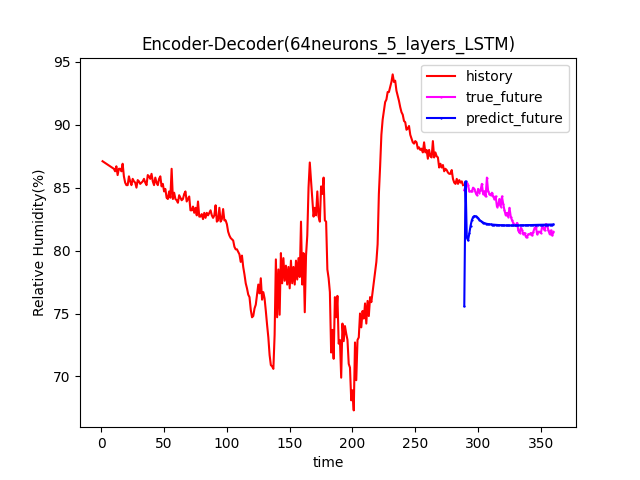 Encoder-Decoder(64neurons_5_layers_LSTM)
history
true_future
predict_future
Relative Humidity(%)
95
90
85
80
75
70
0 50 100 150 200 250 300 350
time